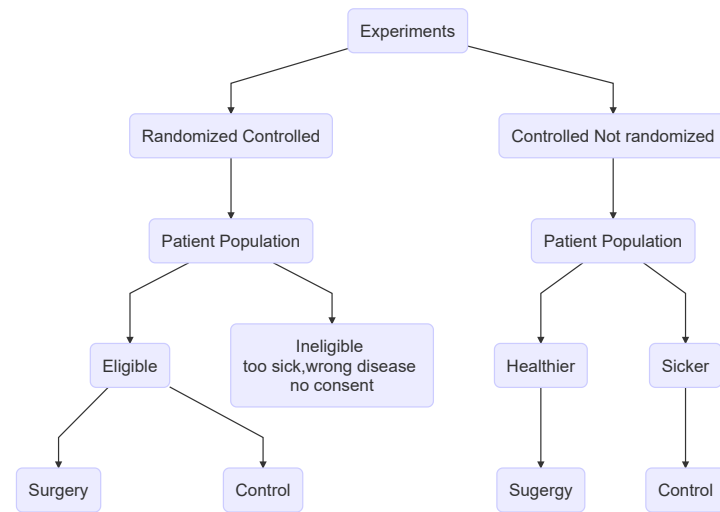 Experiments
Randomized Controlled
Controlled Not randomized
Patient Population
Patient Population
Eligible
Ineligible
too sick,wrong disease
no consent
Healthier
Sicker
Surgery
Control
Sugergy
Control